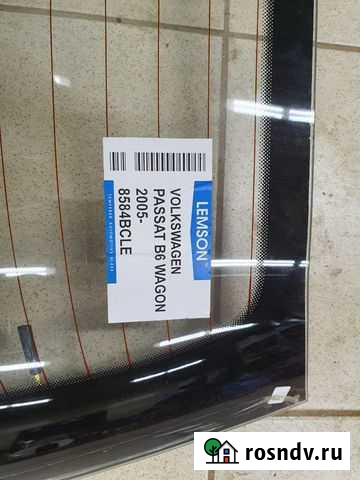 LEMSON
VOLKSWAGEN
PASSAT B6 WAGON
2005-
8584BCLE
rosndv.ru